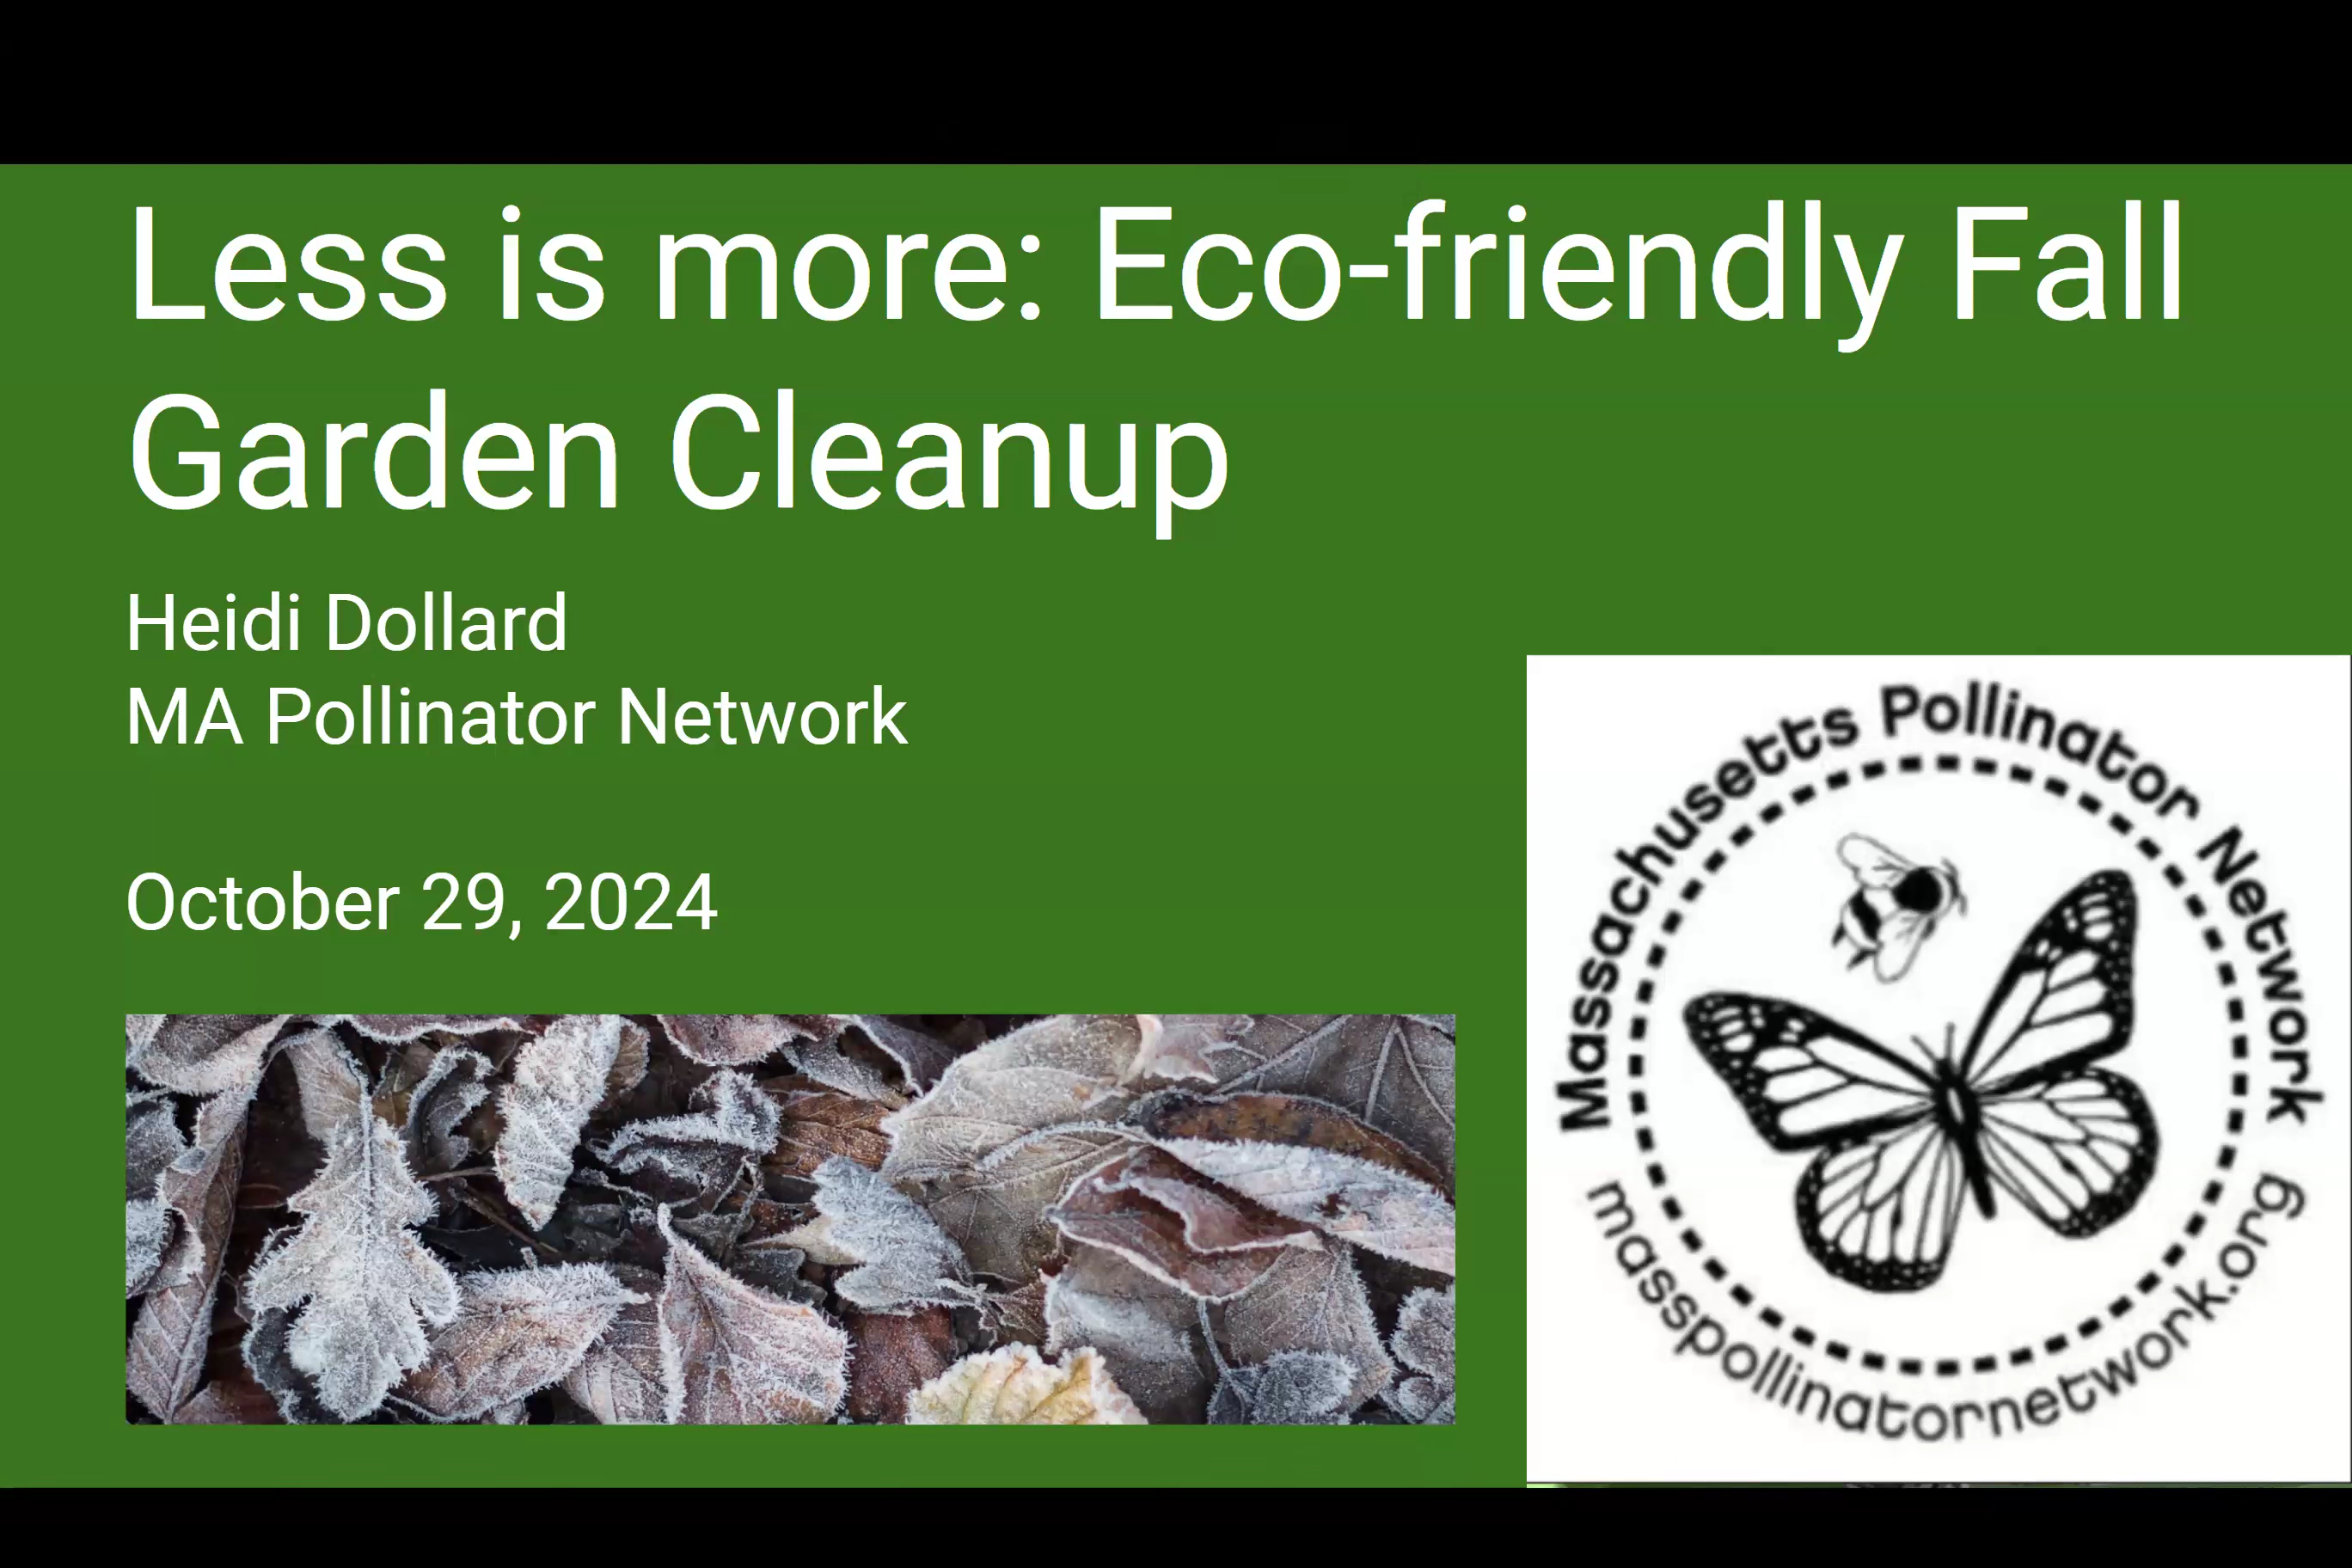 Less is more: Eco-friendly Fall
Garden Cleanup
Heidi Dollard
MA Pollinator Network
October 29, 2024
Massachusetts Pollinator Network
masspollinatornetwork.org